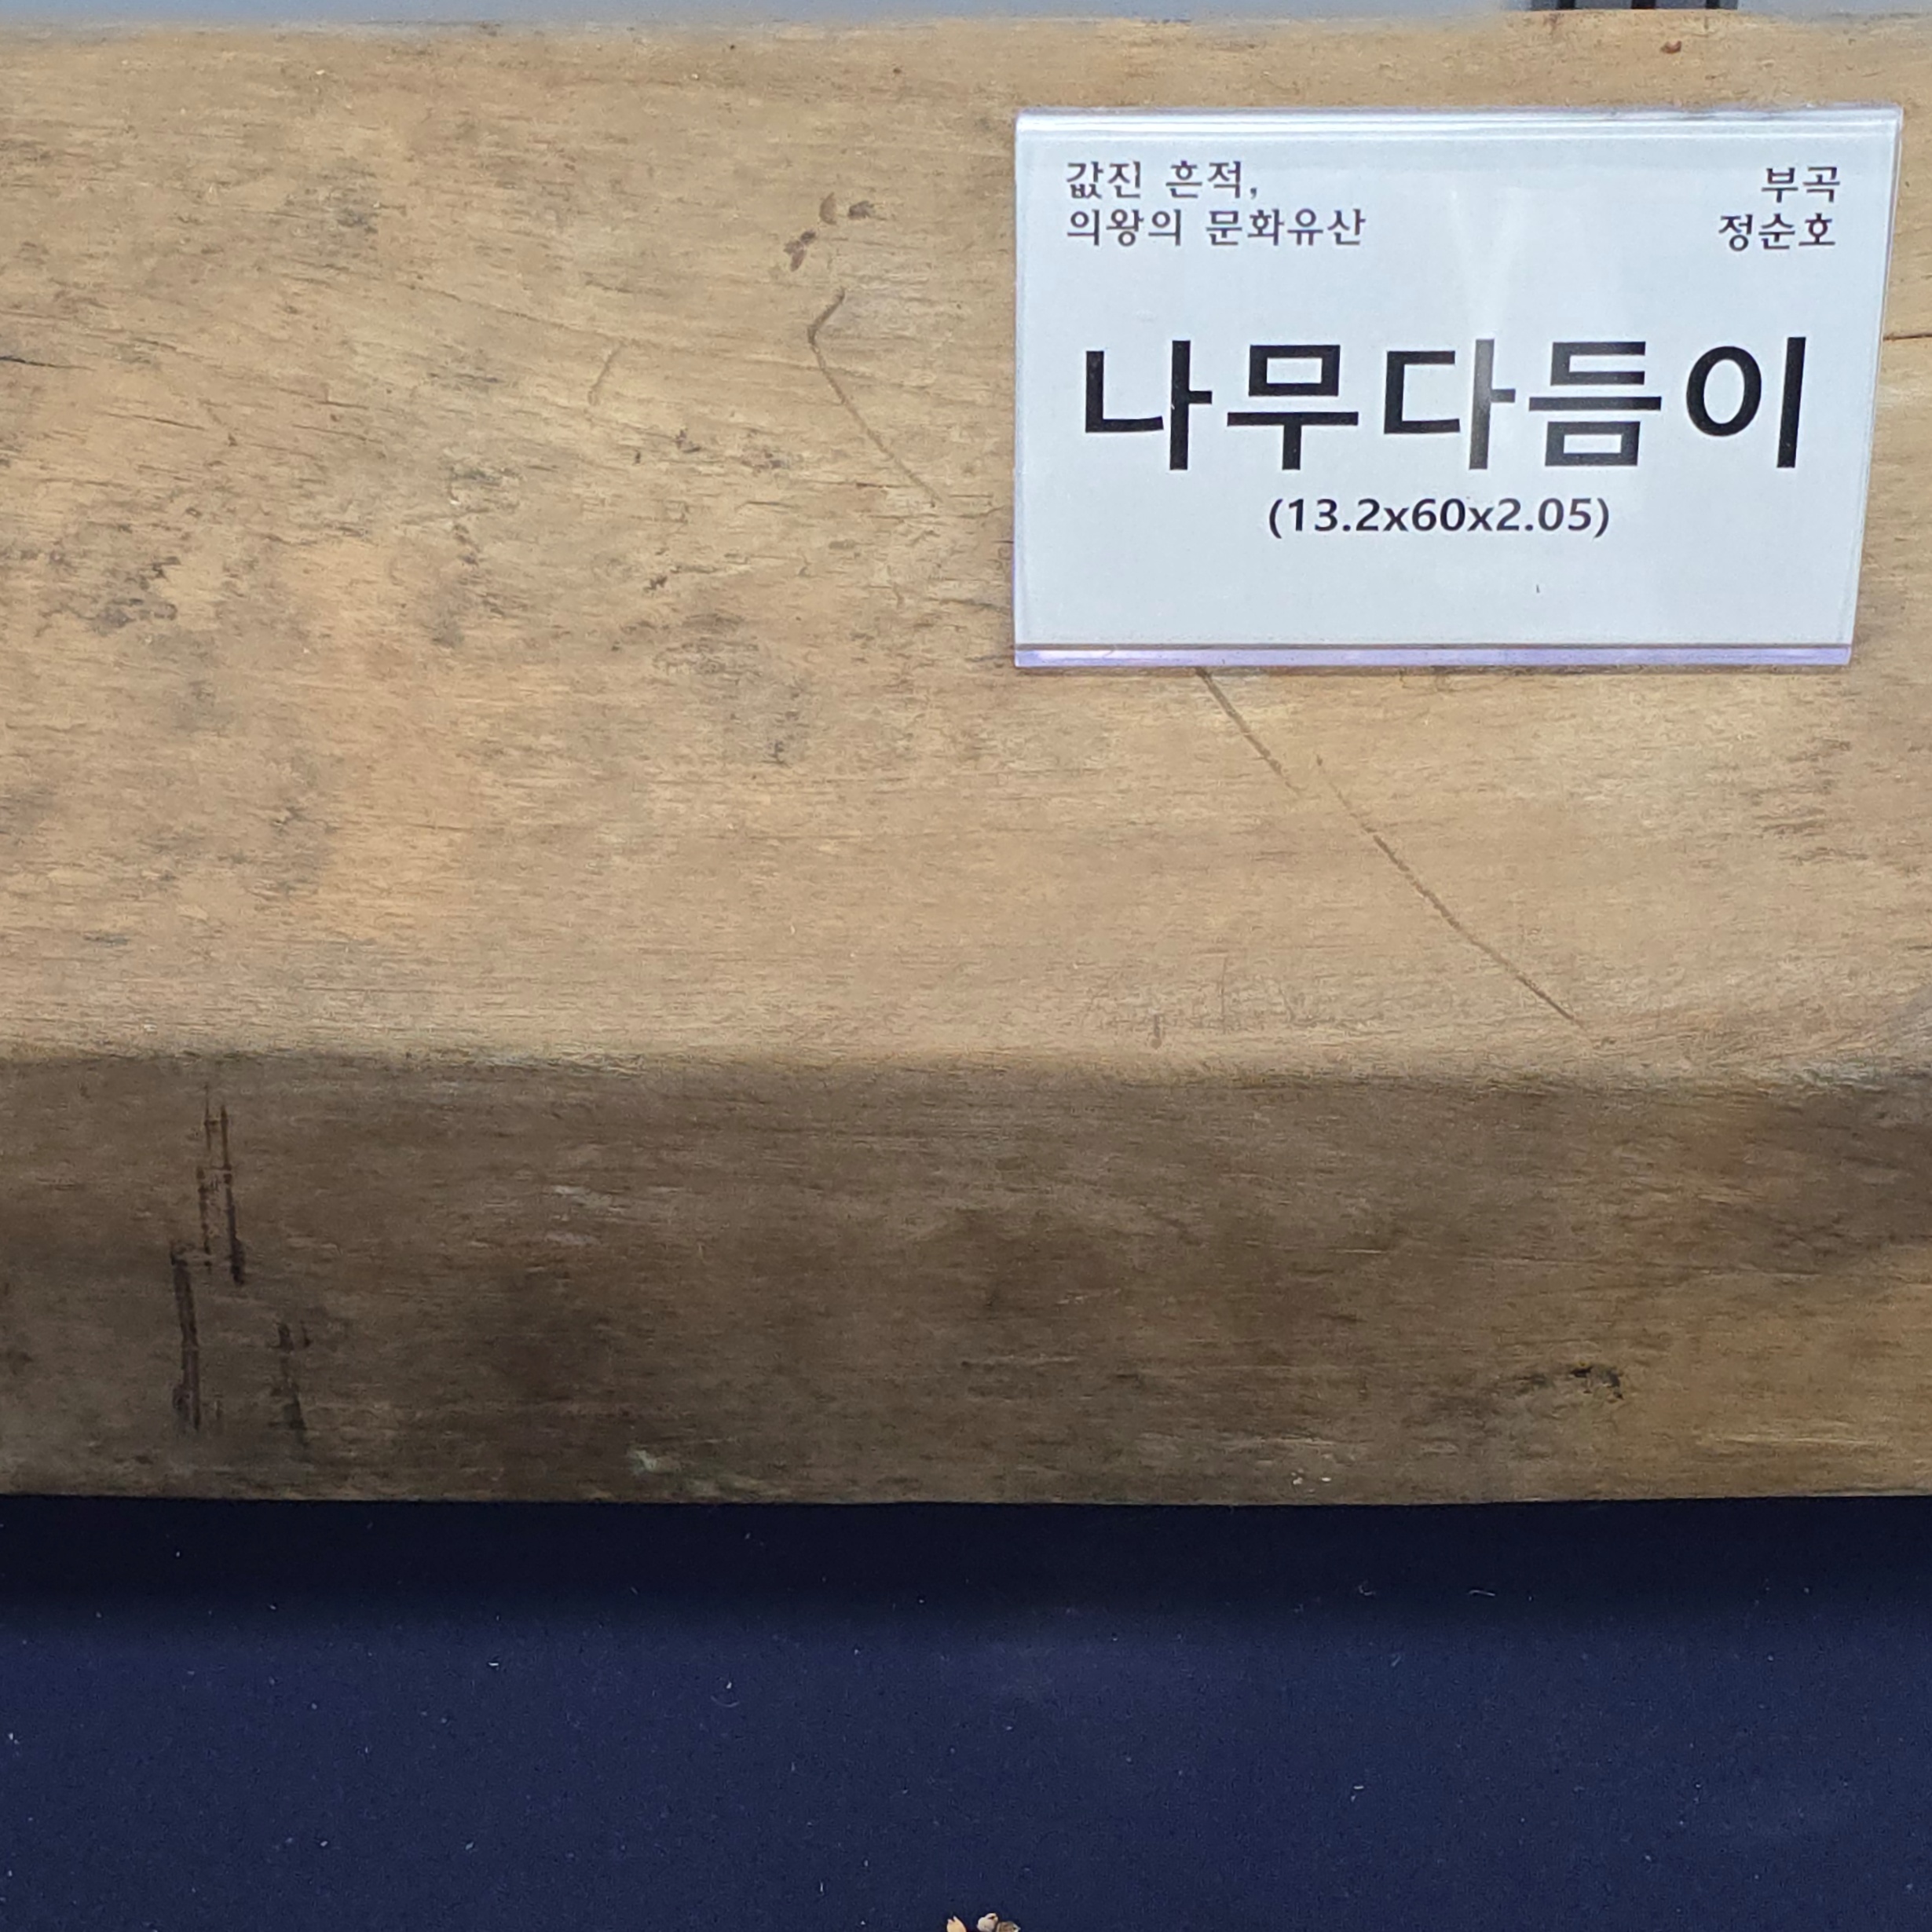 값진 흔적,
의왕의 문화유산
부곡
정순호
나무다듬이
(13.2x60x2.05)